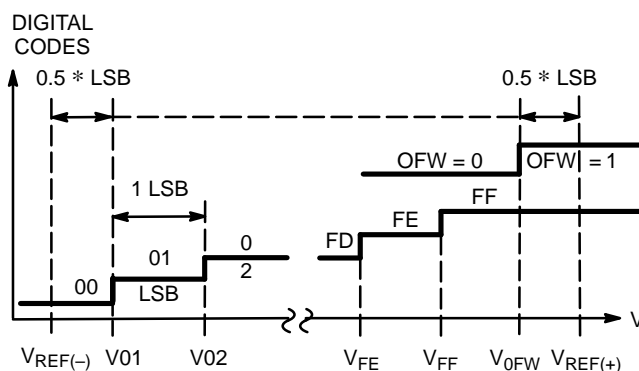 DIGITAL
CODES
0.5 * LSB
0.5 * LSB
OFW = 0
OFW = 1
1 LSB
FF
FE
FD
0
2
01
00
LSB
V
VREF(–)
V01
V02
VFE
VFF
V0FW
VREF(+)